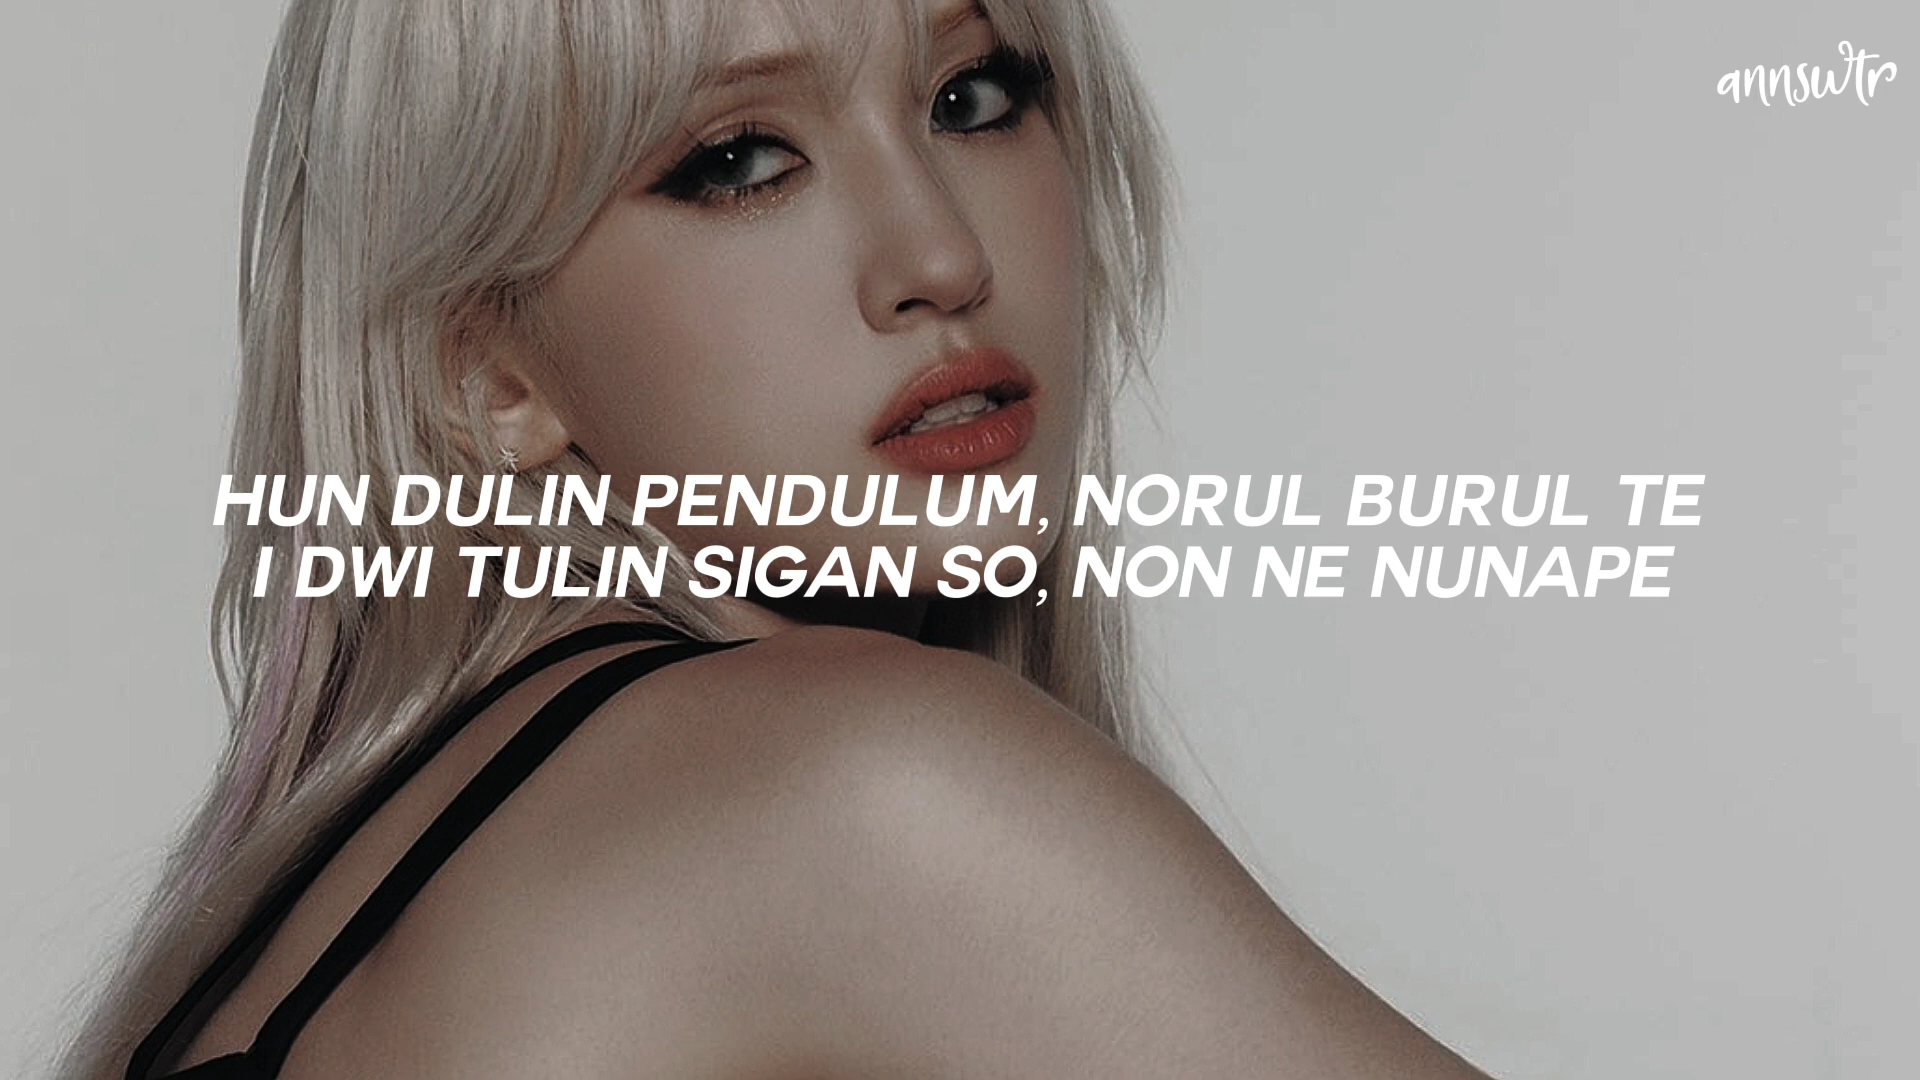 annswtr
HUN DULIN PENDULUM, NORUL BURUL TE
I DWI TULIN SIGAN SO, NON NE NUNAPE